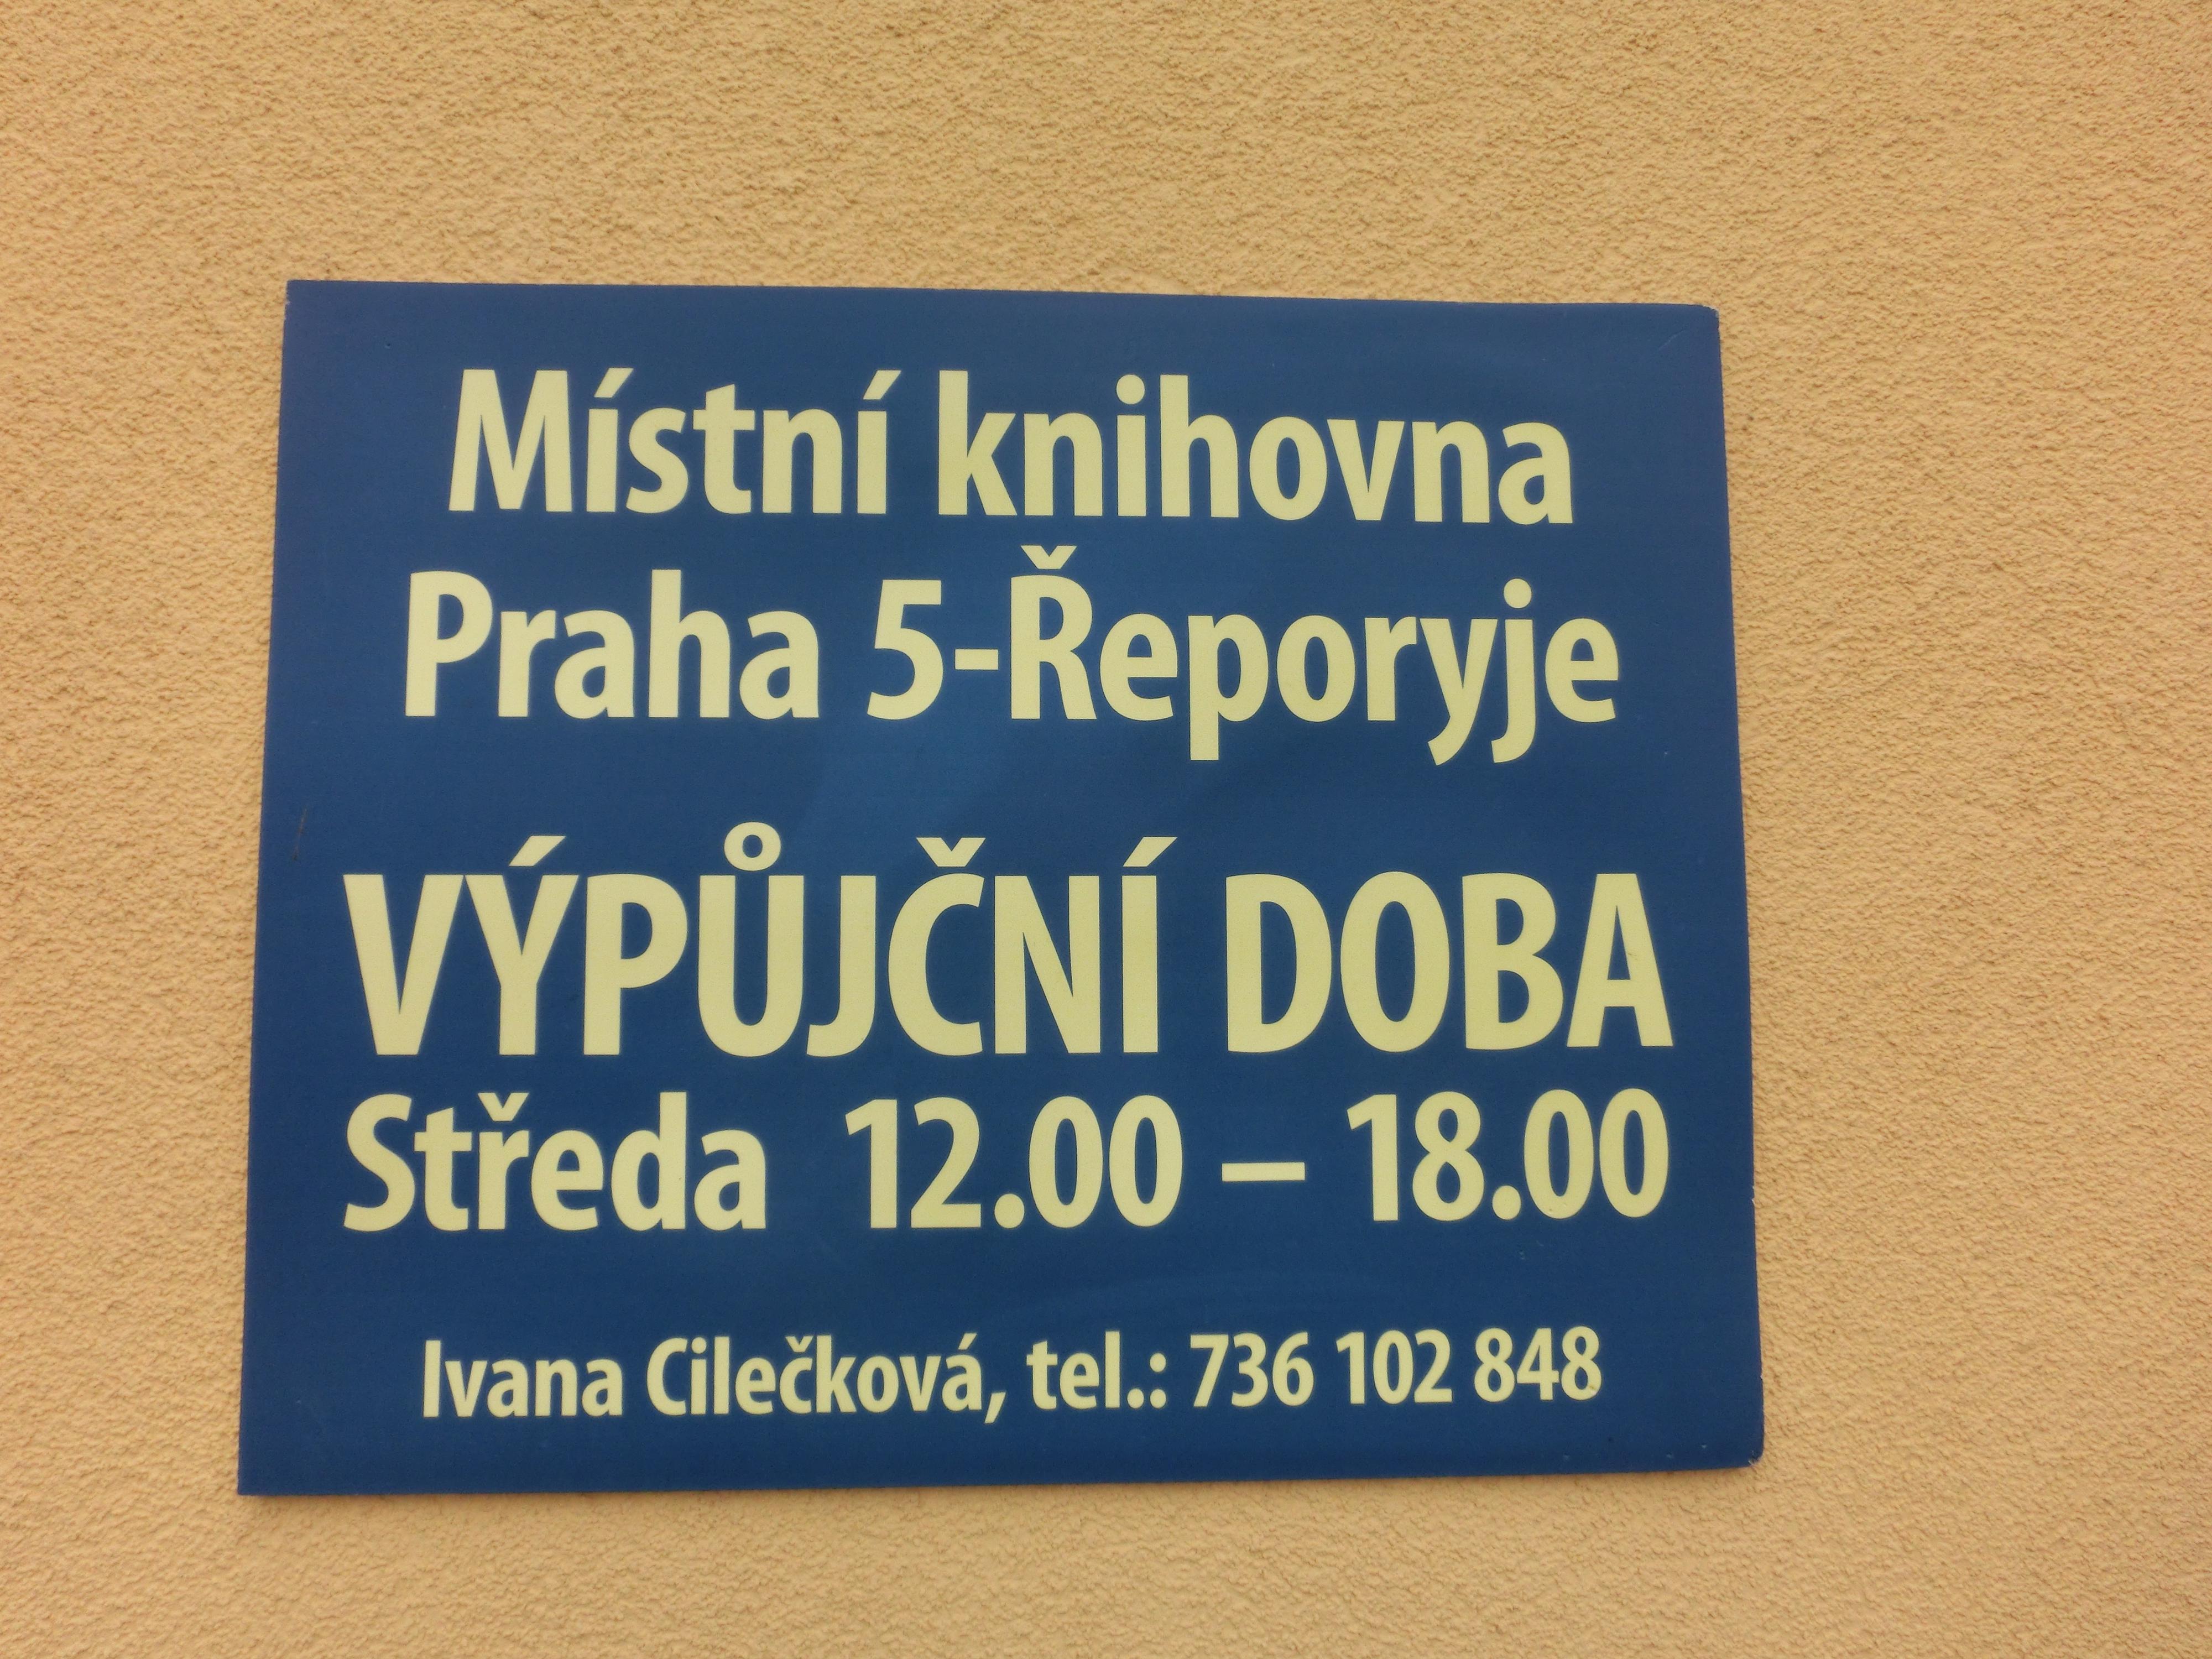 Místní knihovna
Praha 5-Řeporyje
VÝPŮJČNÍ DOBA
Středa 12.00 – 18.00
Ivana Cilečková, tel.: 736 102 848